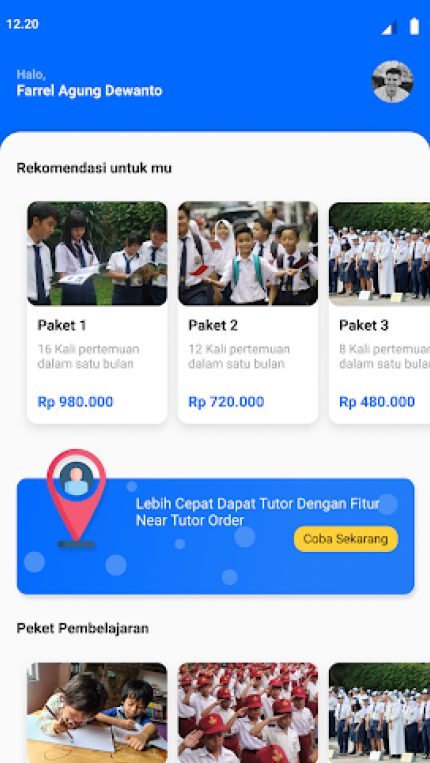 12.20
Halo,
Farrel Agung Dewanto
Rekomendasi untuk mu
Paket 1
16 Kali pertemuan
dalam satu bulan
Rp 980.000
Paket 2
12 Kali pertemuan
dalam satu bulan
Rp 720.000
Paket 3
8 Kali pertemuan
dalam satu bulan
Rp 480.000
Lebih Cepat Dapat Tutor Dengan Fitur
Near Tutor Order
Coba Sekarang
Peket Pembelajaran